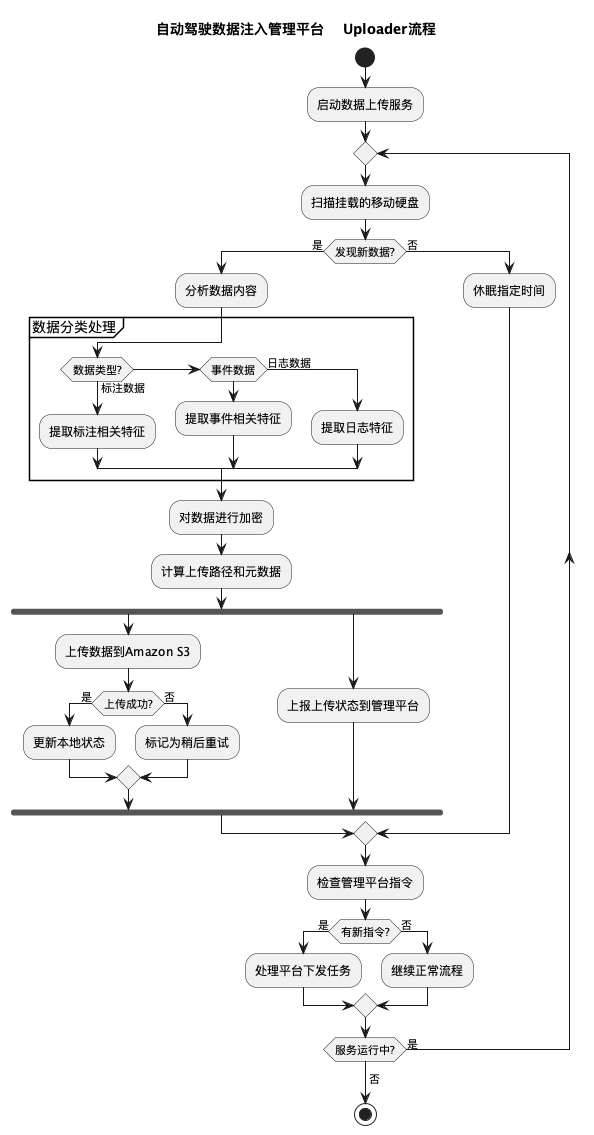 自动驾驶数据注入管理平台 Uploader流程
启动数据上传服务
扫描挂载的移动硬盘
是
发现新数据?
否
分析数据内容
休眠指定时间
数据分类处理
数据类型?
事件数据
日志数据
标注数据
提取标注相关特征
提取事件相关特征
提取日志特征
对数据进行加密
计算上传路径和元数据
上传数据到Amazon S3
是
上传成功?
否
上报上传状态到管理平台
更新本地状态
标记为稍后重试
检查管理平台指令
是
有新指令?
否
处理平台下发任务
继续正常流程
服务运行中?
是
否